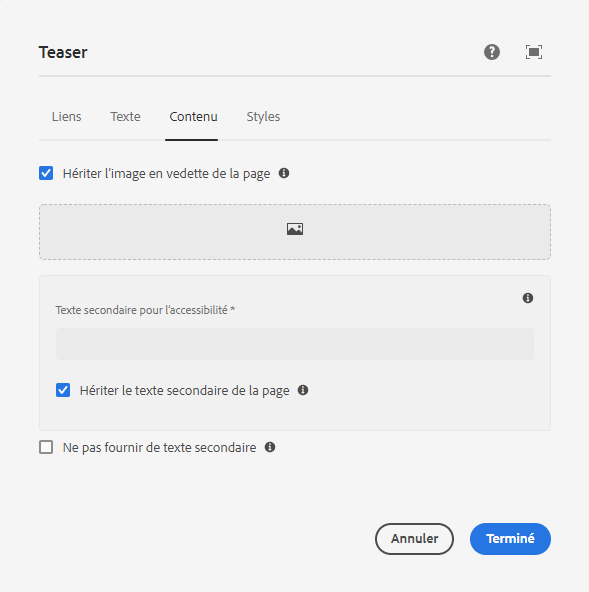 Teaser
Liens Texte Contenu Styles
Hériter l'image en vedette de la page
Texte secondaire pour l'accessibilité *
Hériter le texte secondaire de la page
Ne pas fournir de texte secondaire
Annuler Terminé